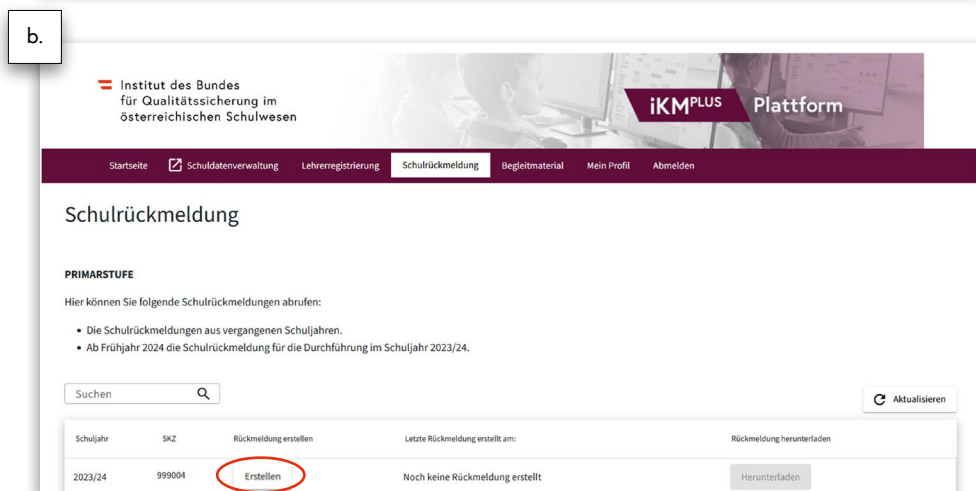 b.
Institut des Bundes
für Qualitätssicherung im
österreichischen Schulwesen
iKMPLUS Plattform
Startseite Schuldatenverwaltung Lehrerregistrierung Schulrückmeldung Begleitmaterial Mein Profil Abmelden
Schulrückmeldung
PRIMARSTUFE
Hier können Sie folgende Schulrückmeldungen abrufen:
• Die Schulrückmeldungen aus vergangenen Schuljahren.
• Ab Frühjahr 2024 die Schulrückmeldung für die Durchführung im Schuljahr 2023/24.
Suchen
Aktualisieren
Schuljahr SKZ Rückmeldung erstellen Letzte Rückmeldung erstellt am: Rückmeldung herunterladen
2023/24 999004 Erstellen Noch keine Rückmeldung erstellt Herunterladen